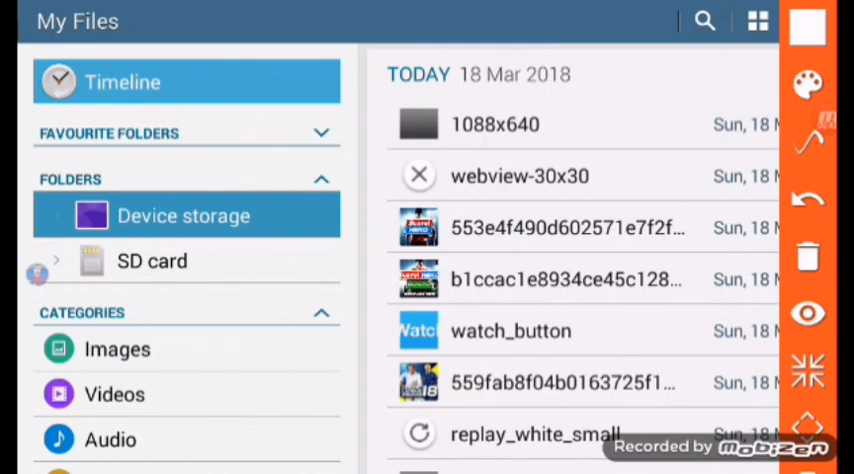 My Files
Timeline
FAVOURITE FOLDERS
FOLDERS
Device storage
SD card
CATEGORIES
Images
Videos
Audio
TODAY 18 Mar 2018
1088x640 Sun, 18 M
webview-30x30 Sun, 18 M
553e4f490d602571e7f2f... Sun, 18 M
b1ccac1e8934ce45c128... Sun, 18 M
Watc
watch_button Sun, 18 M
18
559fab8f04b0163725f1... Sun, 18 M
replay_white_small
Recorded by mobizen